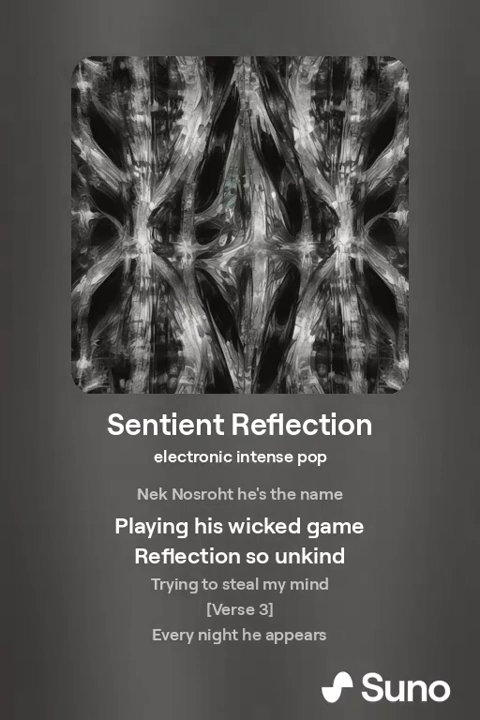 Sentient Reflection
electronic intense pop
Nek Nosroht he's the name
Playing his wicked game
Reflection so unkind
Trying to steal my mind
[Verse 3]
Every night he appears
Suno